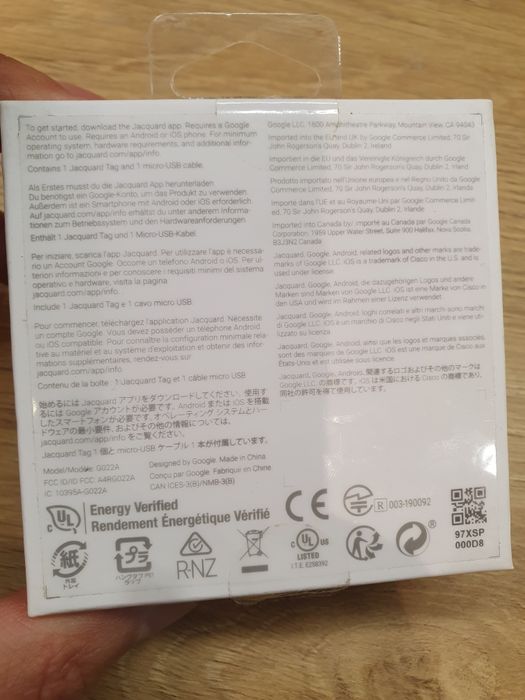 To get started, download the Jacquard app. Requires a Google
Account to use. Requires an Android or iOS phone. For minimum
operating system, hardware requirements, and additional infor-
mation go to jacquard.com/app/info.
Contains 1 Jacquard Tag and 1 micro-USB cable.
Als Erstes musst du die Jacquard App herunterladen.
Du benötigst ein Google-Konto, um das Produkt zu verwenden.
Außerdem ist ein Smartphone mit Android oder iOS erforderlich.
Auf jacquard.com/app/info erhältst du unter anderem Informa-
tionen zum Betriebssystem und den Hardwareanforderungen.
Enthält 1 Jacquard Tag und 1 Micro-USB-Kabel.
Per iniziare, scarica l'app Jacquard. Per utilizzare l'app è necessa-
rio un Account Google. Occorre un telefono Android o iOS. Per ul-
teriori informazioni e per conoscere i requisiti minimi del sistema
operativo e hardware, visita la pagina
jacquard.com/app/info.
Include 1 Jacquard Tag e 1 cavo micro USB.
Pour commencer, téléchargez l'application Jacquard. Nécessite
un compte Google. Vous devez posséder un téléphone Android
ou iOS compatible. Pour connaître la configuration minimale rela-
tive au matériel et au système d'exploitation et obtenir des infor-
mations supplémentaires, rendez-vous sur
jacquard.com/app/info.
Contenu de la boîte : 1 Jacquard Tag et 1 câble micro USB
始めるには Jacquard アプリをダウンロードしてください。使用す
るには Google アカウントが必要です。Android または iOS を搭載
したスマートフォンが必要です。オペレーティング システムとハー
ドウェアの最小要件、およびその他の情報については、
jacquard.com/app/info をご覧ください。
Jacquard Tag 1 個と micro-USB ケーブル 1 本が付属しています。
Model/Modèle: G022A
FCC ID/ID FCC: A4RG022A
IC: 10395A-G022A
Designed by Google. Made in China
Conçu par Google. Fabriqué en Chine
CAN ICES-3(B)/NMB-3(B)
Google LLC, 1600 Amphitheatre Parkway, Mountain View, CA 94043
Imported into the EU and UK by Google Commerce Limited, 70 Sir
John Rogerson's Quay, Dublin 2, Ireland
Importiert in die EU und das Vereinigte Königreich durch Google
Commerce Limited, 70 Sir John Rogerson's Quay, Dublin 2, Irland
Prodotto importato nell'Unione europea e nel Regno Unito da Google
Commerce Limited, 70 Sir John Rogerson's Quay, Dublin 2, Irlanda
Importé dans l'UE et au Royaume Uni par Google Commerce Limit-
ed, 70 Sir John Rogerson's Quay, Dublin 2, Irlande
Imported into Canada by/ importé au Canada par Google Canada
Corporation, 1959 Upper Water Street, Suite 900 Halifax, Nova Scotia,
B3J3N2 Canada.
Jacquard, Google, Android, related logos and other marks are trade-
marks of Google LLC. iOS is a trademark of Cisco in the U.S. and is
used under license.
Jacquard, Google, Android, die dazugehörigen Logos und andere
Marken sind Marken von Google LLC. iOS ist eine Marke von Cisco in
den USA und wird im Rahmen einer Lizenz verwendet.
Jacquard, Google, Android, loghi correlati e altri marchi sono marchi
di Google LLC. iOS è un marchio di Cisco negli Stati Uniti e viene uti-
lizzato su licenza.
Jacquard, Google, Android, ainsi que les logos et marques associés
sont des marques de Google LLC. iOS est une marque de Cisco aux
États-Unis et est utilisé sous licence.
Jacquard, Google, Android、関連するロゴおよびその他のマークは
Google LLC. の商標です。iOS は米国における Cisco の商標であり、
同社の許可を得て使用しています。
c UL
Energy Verified
Rendement Énergétique Vérifié
CE
R 003-190092
97XSP
000D8
紙
外箱
トレイ
プラ
R-NZ
c UL us
LISTED
I.T.E. E258392